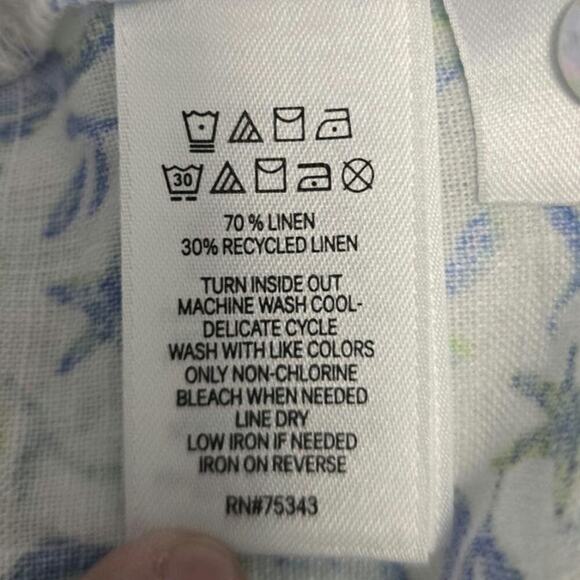 30
70 % LINEN
30% RECYCLED LINEN
TURN INSIDE OUT
MACHINE WASH COOL-
DELICATE CYCLE
WASH WITH LIKE COLORS
ONLY NON-CHLORINE
BLEACH WHEN NEEDED
LINE DRY
LOW IRON IF NEEDED
IRON ON REVERSE
RN#75343